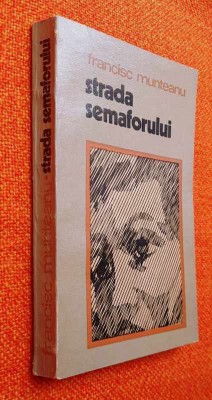 francisc munteanu
strada
semaforului
francisc munteanu strada semaforului